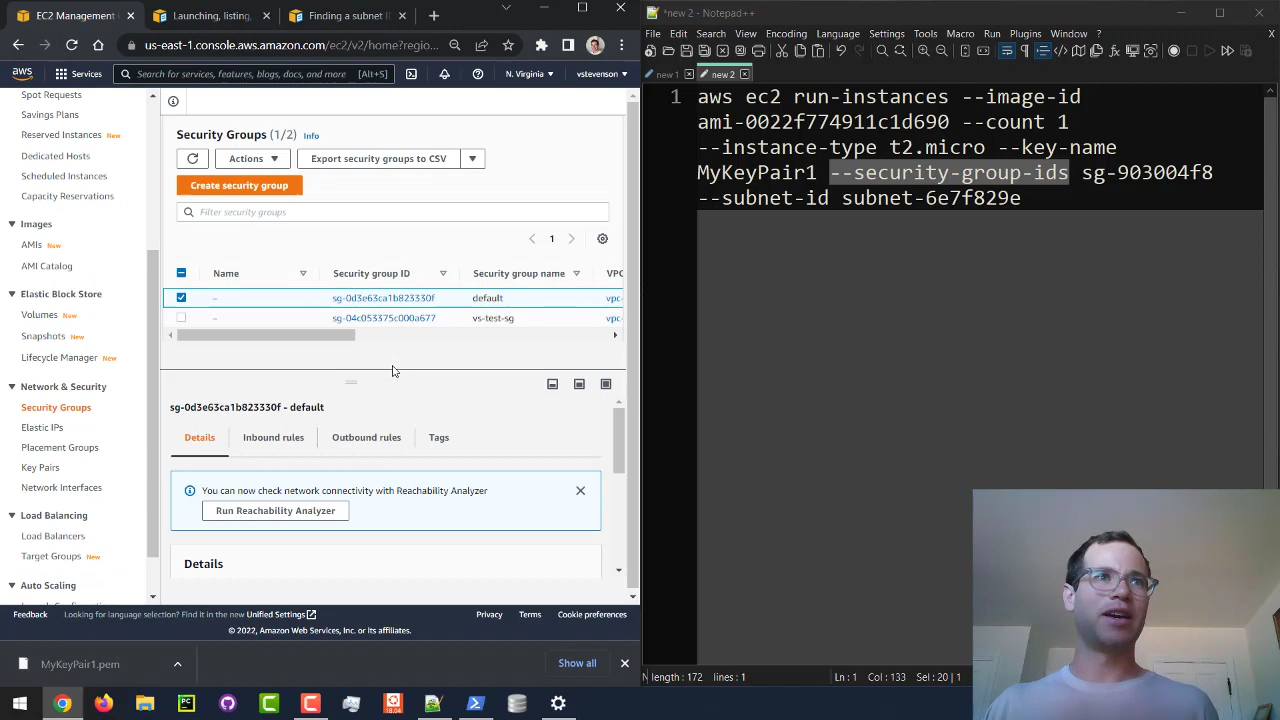 EC2 Management
Launching, listing,
Finding a subnet I
us-east-1.console.aws.amazon.com/ec2/v2/home?regio...
aws
Services
Search for services, features, blogs, docs, and more
[Alt+S]
N. Virginia
vstevenson
Spot Requests
Savings Plans
Reserved Instances New
Dedicated Hosts
Scheduled Instances
Capacity Reservations
Images
AMIs New
AMI Catalog
Elastic Block Store
Volumes New
Snapshots New
Lifecycle Manager New
Network & Security
Security Groups
Elastic IPs
Placement Groups
Key Pairs
Network Interfaces
Load Balancing
Load Balancers
Target Groups New
Auto Scaling
Security Groups (1/2) Info
Actions
Export security groups to CSV
Create security group
Filter security groups
1
Name Security group ID Security group name VPC
– sg-0d3e63ca1b823330f default vpc-
– sg-04c053375c000a677 vs-test-sg vpc-
sg-0d3e63ca1b823330f - default
Details Inbound rules Outbound rules Tags
You can now check network connectivity with Reachability Analyzer
Run Reachability Analyzer
Details
Feedback
Looking for language selection? Find it in the new Unified Settings
Privacy Terms Cookie preferences
© 2022, Amazon Web Services, Inc. or its affiliates.
MyKeyPair1.pem
Show all
18.04
*new 2 - Notepad++
File Edit Search View Encoding Language Settings Tools Macro Run Plugins Window ?
X
new 1
new 2
1
aws ec2 run-instances --image-id
ami-0022f774911c1d690 --count 1
--instance-type t2.micro --key-name
MyKeyPair1 --security-group-ids sg-903004f8
--subnet-id subnet-6e7f829e
N length : 172 lines : 1
Ln : 1 Col : 133 Sel : 20 | 1